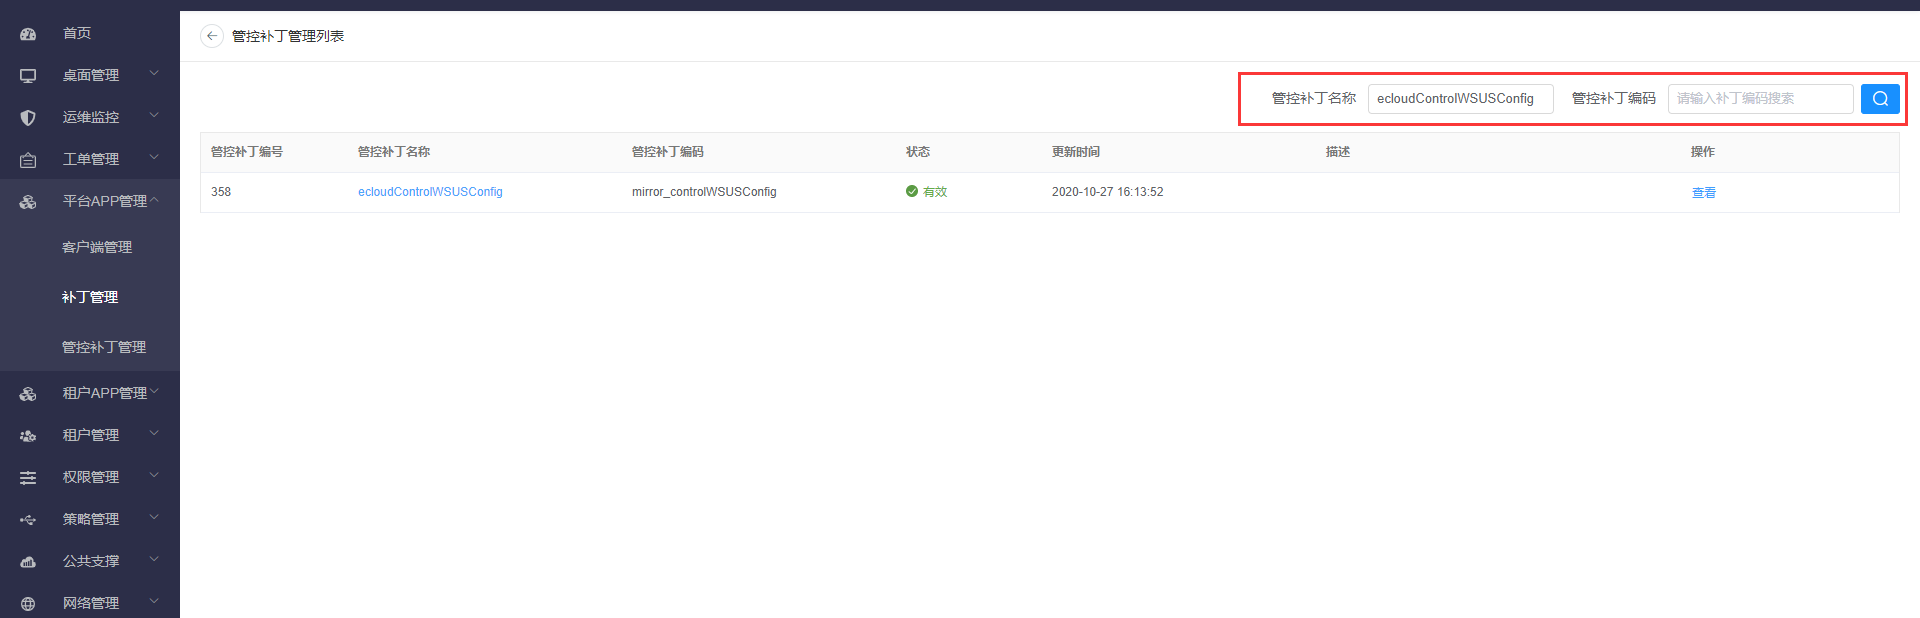 首页
桌面管理
运维监控
工单管理
平台APP管理
客户端管理
补丁管理
管控补丁管理
租户APP管理
租户管理
权限管理
策略管理
公共支撑
网络管理
管控补丁管理列表
管控补丁名称 ecloudControlWSUSConfig 管控补丁编码 请输入补丁编码搜索
管控补丁编号 管控补丁名称 管控补丁编码 状态 更新时间 描述 操作
358 ecloudControlWSUSConfig mirror_controlWSUSConfig 有效 2020-10-27 16:13:52 查看